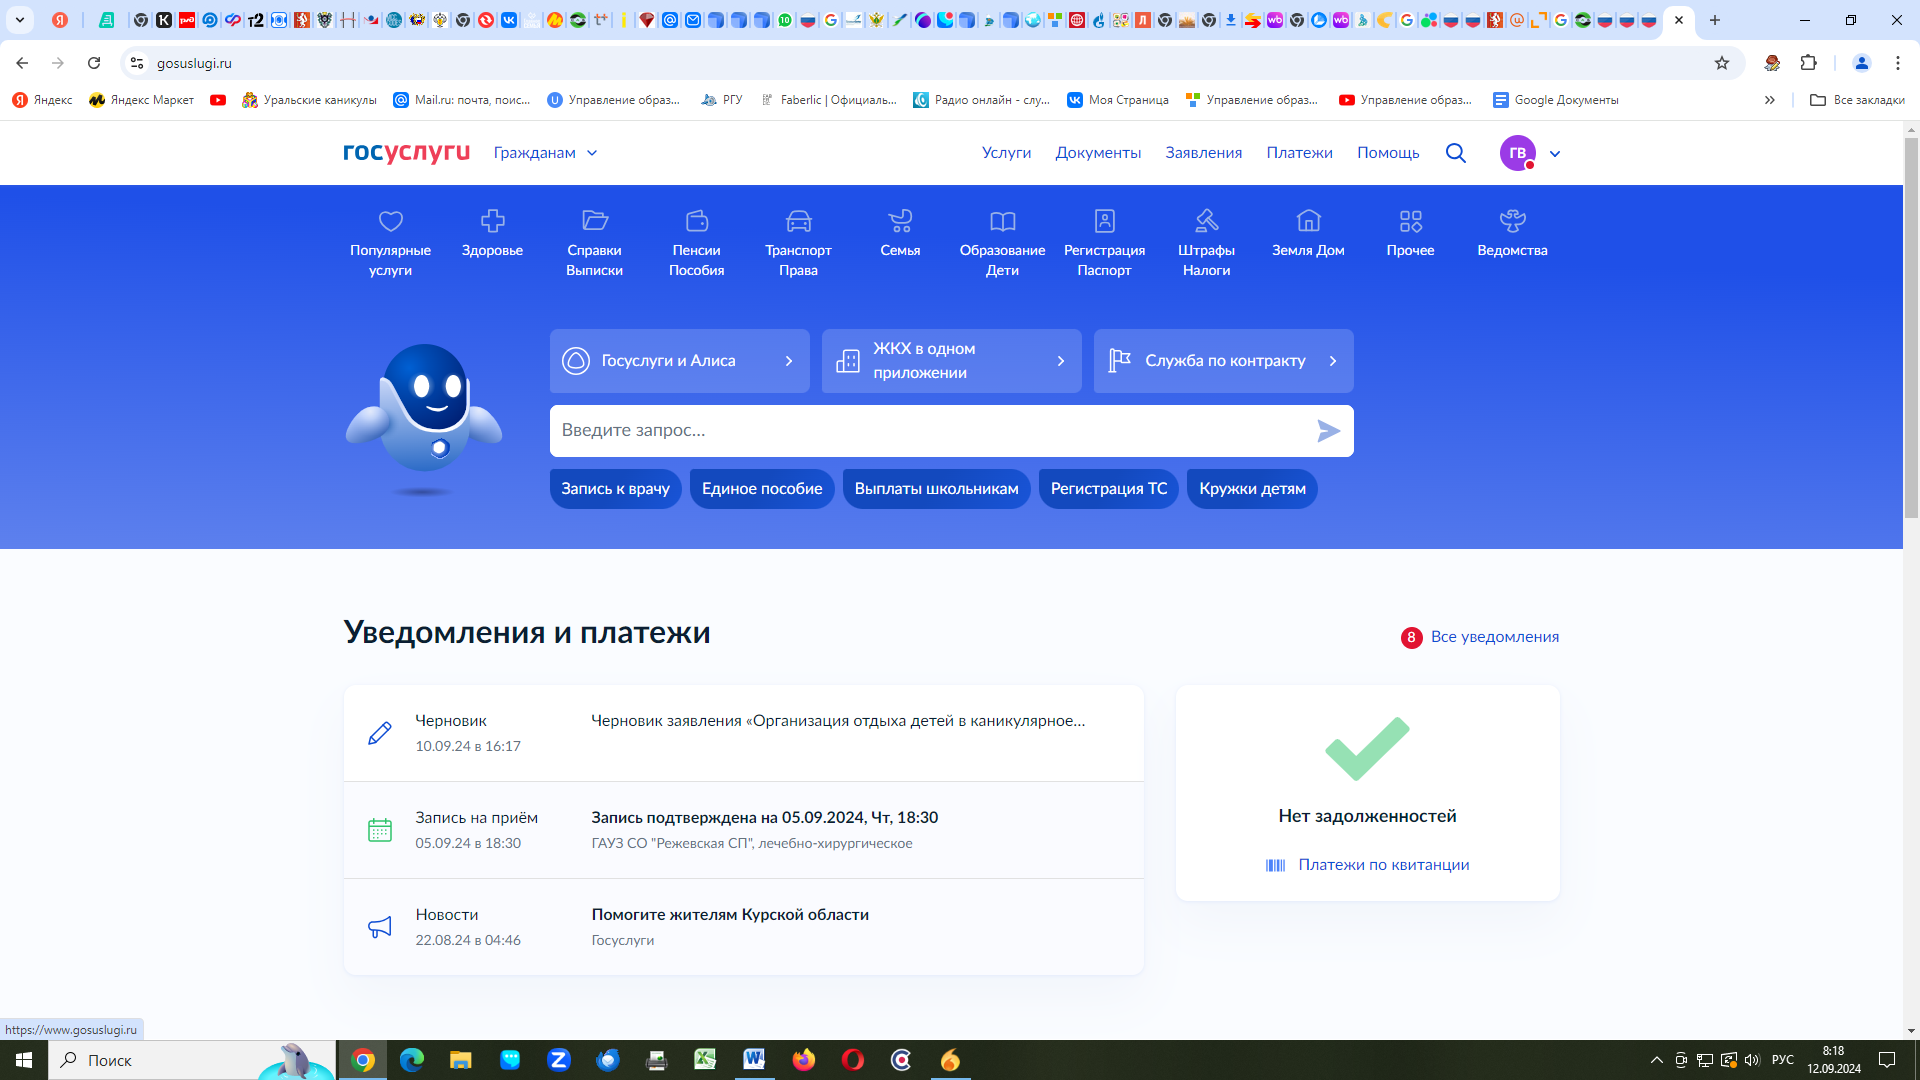 gosuslugi.ru
Яндекс
Яндекс Маркет
Уральские каникулы
Mail.ru: почта, поис...
Управление образ...
РГУ
Faberlic | Официаль...
Радио онлайн - слу...
Моя Страница
Управление образ...
Управление образ...
Google Документы
Все закладки
госуслуги
Гражданам
Услуги
Документы
Заявления
Платежи
Помощь
ГВ
Популярные
услуги
Здоровье
Справки
Выписки
Пенсии
Пособия
Транспорт
Права
Семья
Образование
Дети
Регистрация
Паспорт
Штрафы
Налоги
Земля Дом
Прочее
Ведомства
Госуслуги и Алиса
ЖКХ в одном
приложении
Служба по контракту
Введите запрос...
Запись к врачу
Единое пособие
Выплаты школьникам
Регистрация ТС
Кружки детям
Уведомления и платежи
8 Все уведомления
Черновик
10.09.24 в 16:17
Черновик заявления «Организация отдыха детей в каникулярное...
Запись на приём
05.09.24 в 18:30
Запись подтверждена на 05.09.2024, Чт, 18:30
ГАУЗ СО "Режевская СП", лечебно-хирургическое
Новости
22.08.24 в 04:46
Помогите жителям Курской области
Госуслуги
Нет задолженностей
Платежи по квитанции
https://www.gosuslugi.ru
Поиск
РУС
8:18
12.09.2024